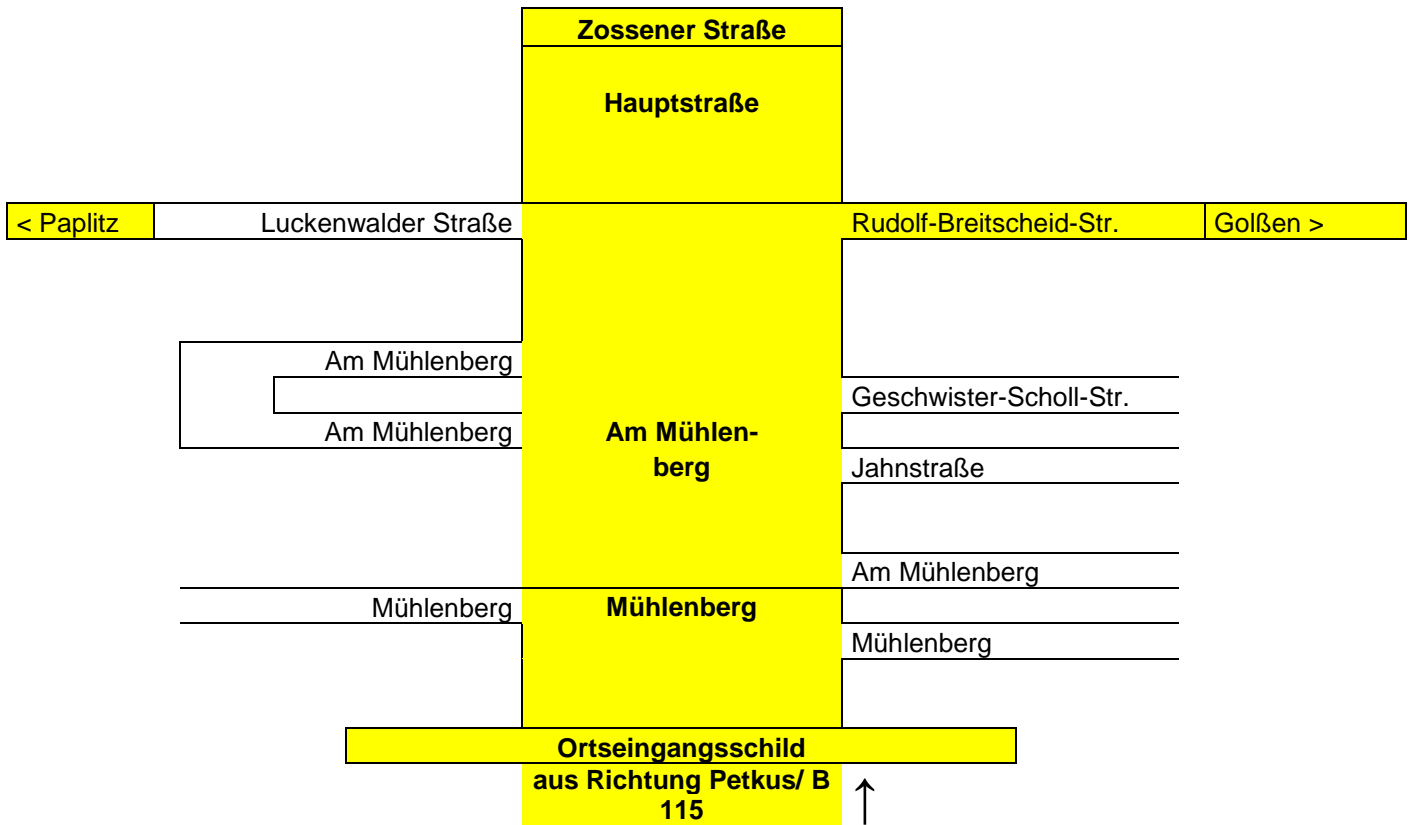 Zossener Straße
Hauptstraße
< Paplitz Luckenwalder Straße Rudolf-Breitscheid-Str. Golßen >
Am Mühlenberg
Geschwister-Scholl-Str.
Am Mühlenberg Am Mühlen-
berg Jahnstraße
Am Mühlenberg
Mühlenberg Mühlenberg
Mühlenberg
Ortseingangsschild
aus Richtung Petkus/ B
115 ↑